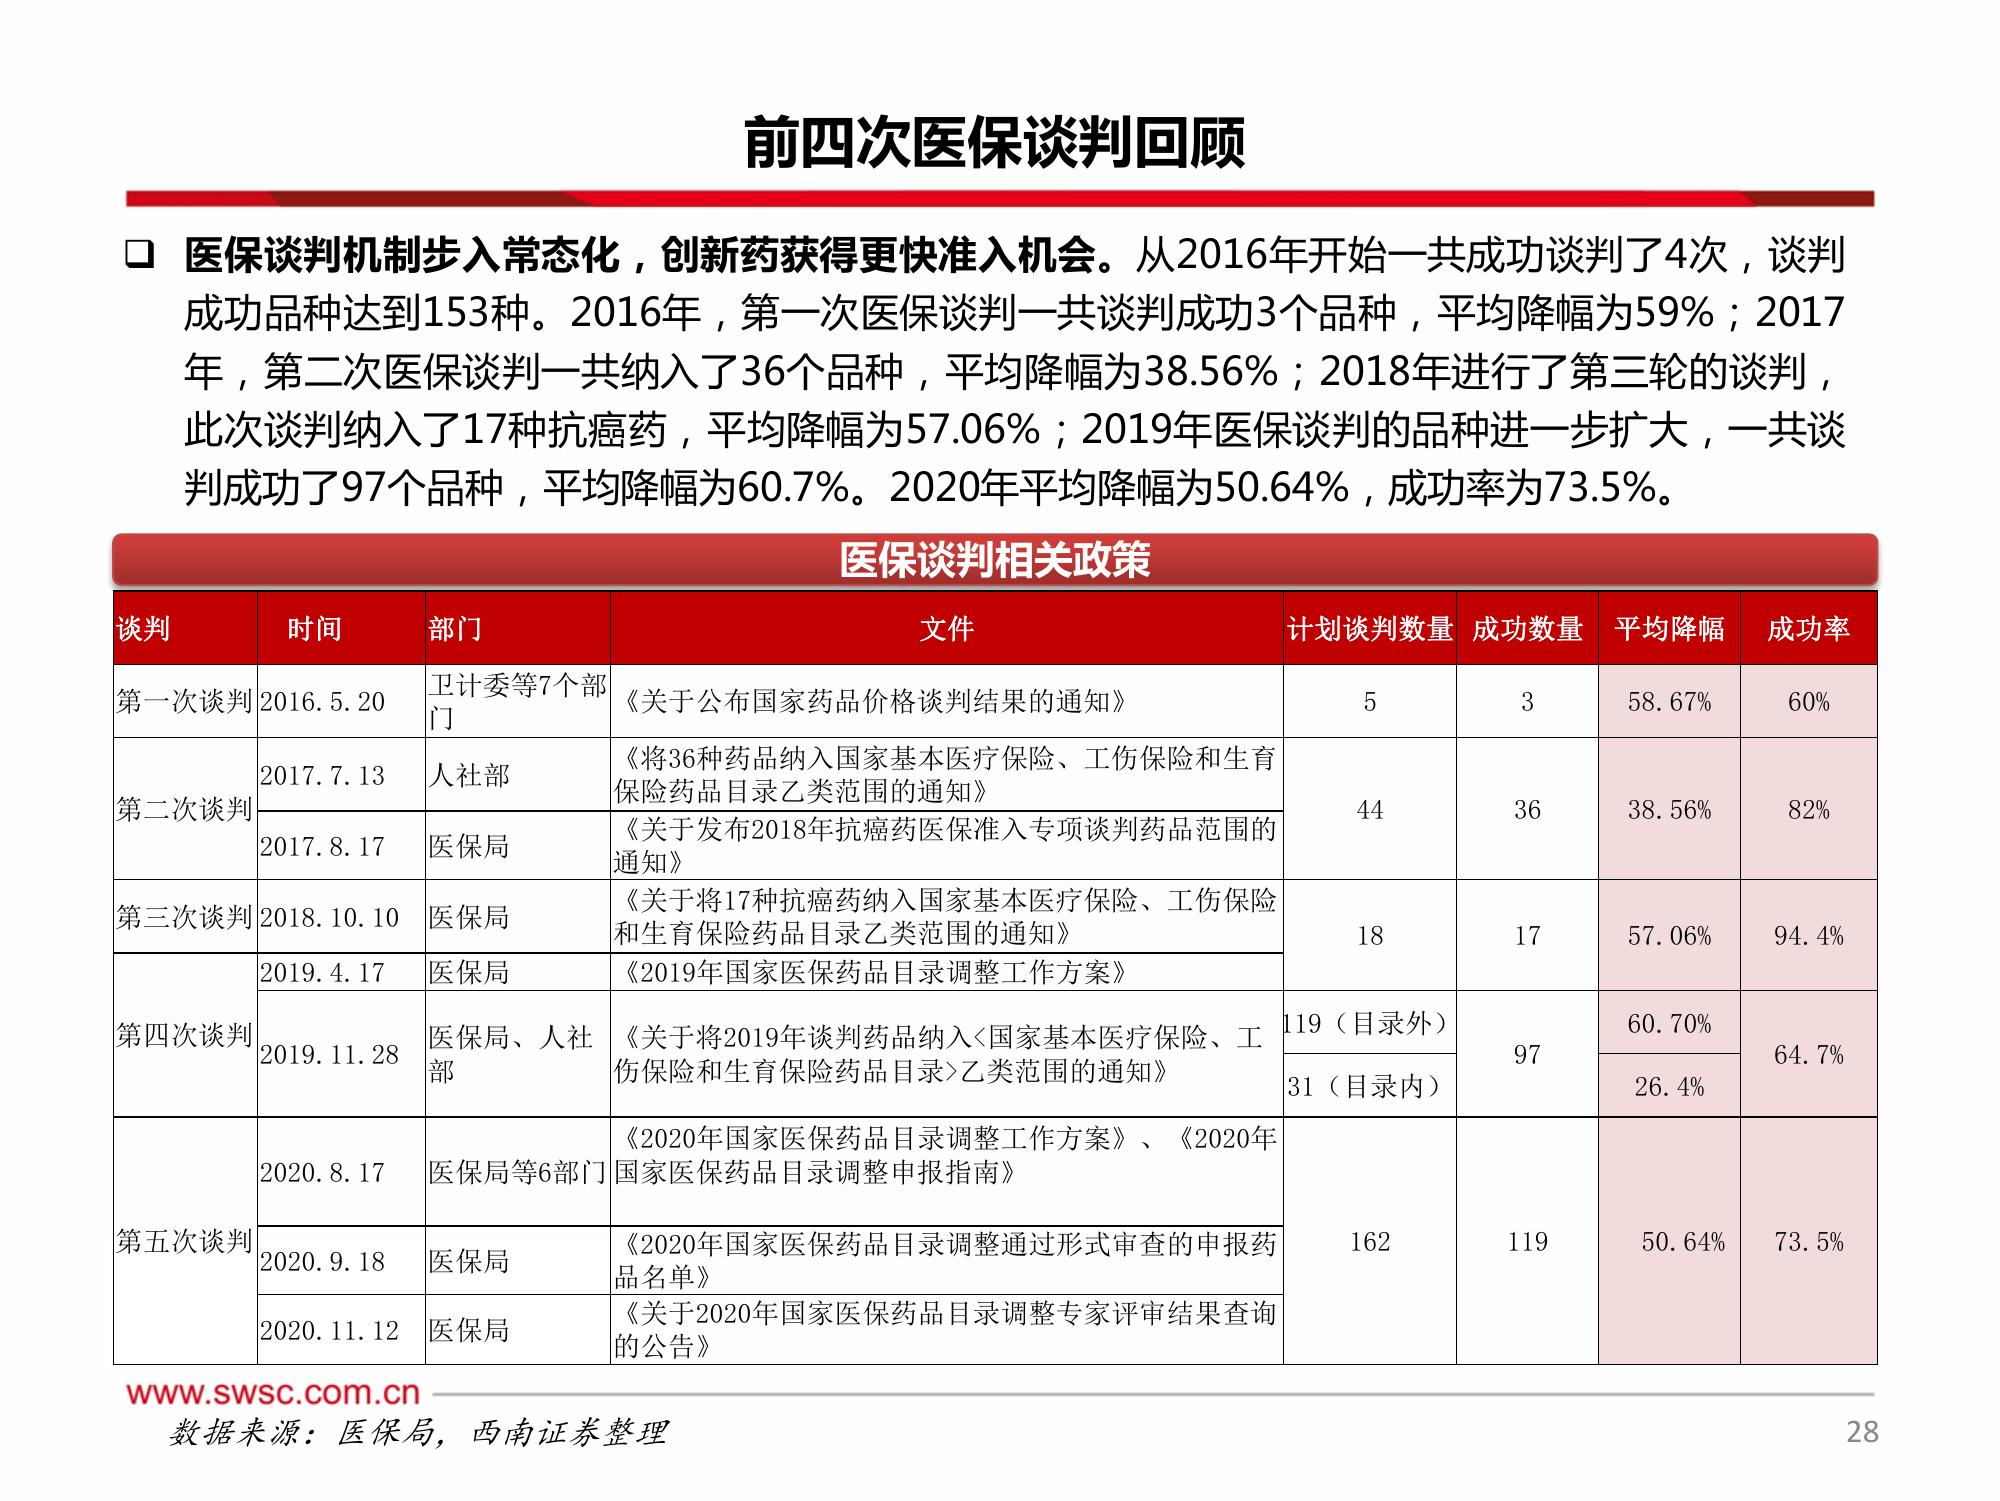 前四次医保谈判回顾
❑ 医保谈判机制步入常态化，创新药获得更快准入机会。从2016年开始一共成功谈判了4次，谈判
成功品种达到153种。2016年，第一次医保谈判一共谈判成功3个品种，平均降幅为59%；2017
年，第二次医保谈判一共纳入了36个品种，平均降幅为38.56%；2018年进行了第三轮的谈判，
此次谈判纳入了17种抗癌药，平均降幅为57.06%；2019年医保谈判的品种进一步扩大，一共谈
判成功了97个品种，平均降幅为60.7%。2020年平均降幅为50.64%，成功率为73.5%。
医保谈判相关政策
谈判 时间 部门 文件 计划谈判数量 成功数量 平均降幅 成功率
第一次谈判 2016.5.20 卫计委等7个部
门 《关于公布国家药品价格谈判结果的通知》 5 3 58.67% 60%
第二次谈判 2017.7.13 人社部 《将36种药品纳入国家基本医疗保险、工伤保险和生育
保险药品目录乙类范围的通知》 44 36 38.56% 82%
2017.8.17 医保局 《关于发布2018年抗癌药医保准入专项谈判药品范围的
通知》
第三次谈判 2018.10.10 医保局 《关于将17种抗癌药纳入国家基本医疗保险、工伤保险
和生育保险药品目录乙类范围的通知》 18 17 57.06% 94.4%
第四次谈判 2019.4.17 医保局 《2019年国家医保药品目录调整工作方案》
2019.11.28 医保局、人社
部 《关于将2019年谈判药品纳入<国家基本医疗保险、工
伤保险和生育保险药品目录>乙类范围的通知》 119（目录外） 97 60.70% 64.7%
31（目录内） 26.4%
第五次谈判 2020.8.17 医保局等6部门 《2020年国家医保药品目录调整工作方案》、《2020年
国家医保药品目录调整申报指南》 162 119 50.64% 73.5%
2020.9.18 医保局 《2020年国家医保药品目录调整通过形式审查的申报药
品名单》
2020.11.12 医保局 《关于2020年国家医保药品目录调整专家评审结果查询
的公告》
www.swsc.com.cn
数据来源：医保局，西南证券整理
28